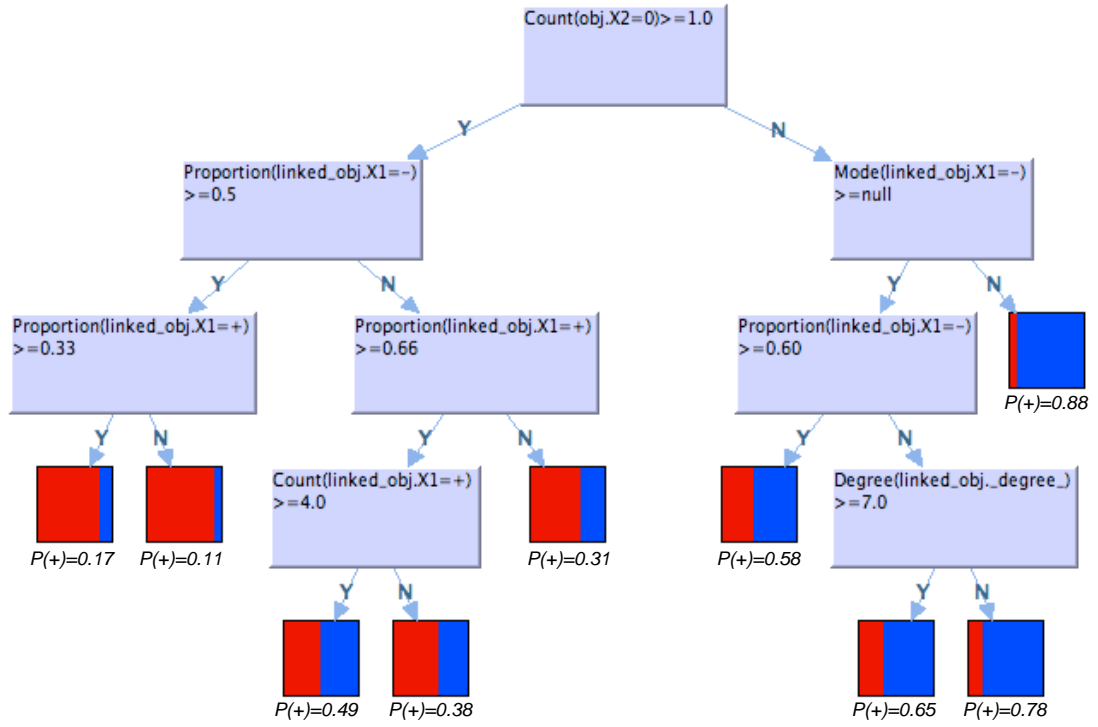 Count(obj.X2=0)>=1.0
Y
N
Proportion(linked_obj.X1=–)
>=0.5
Mode(linked_obj.X1=–)
>=null
Y
N
Y
N
Proportion(linked_obj.X1=+)
>=0.33
Proportion(linked_obj.X1=+)
>=0.66
Proportion(linked_obj.X1=–)
>=0.60
P(+)=0.88
Y
N
Y
N
Y
N
Count(linked_obj.X1=+)
>=4.0
Degree(linked_obj._degree_)
>=7.0
P(+)=0.17
P(+)=0.11
P(+)=0.31
P(+)=0.58
Y
N
Y
N
P(+)=0.49
P(+)=0.38
P(+)=0.65
P(+)=0.78